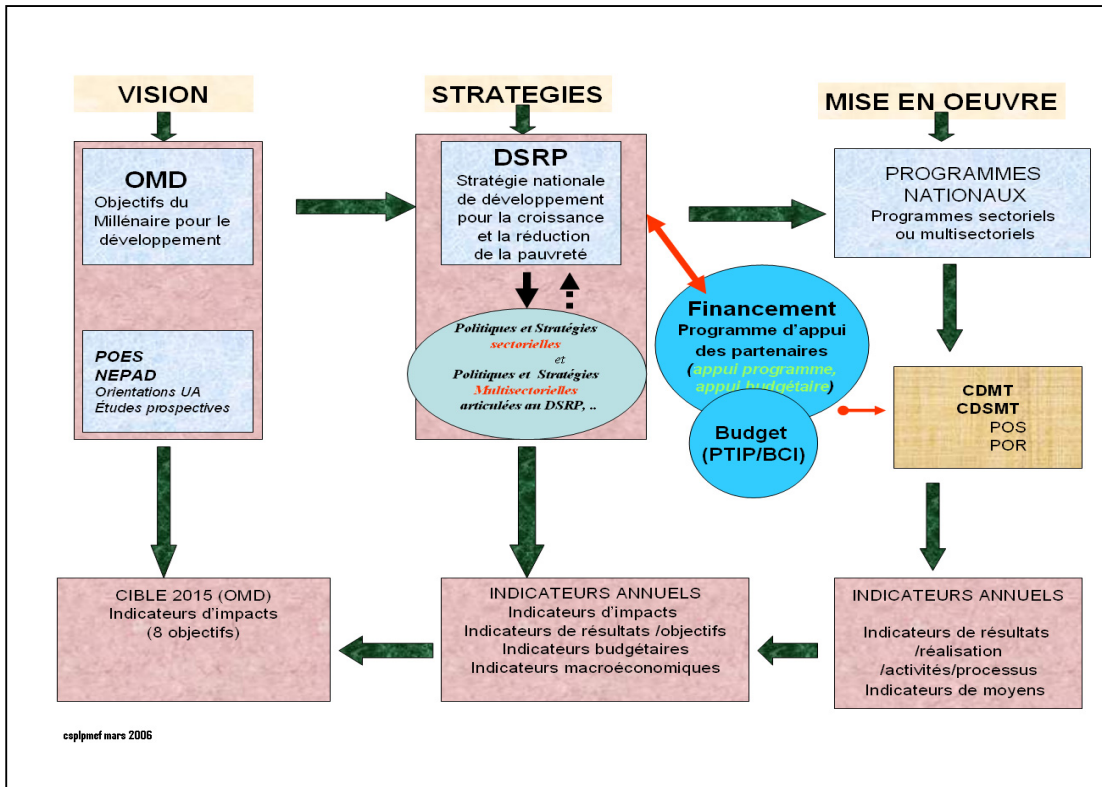 VISION
OMD
Objectifs du
Millénaire pour le
développement
POES
NEPAD
Orientations UA
Études prospectives
CIBLE 2015 (OMD)
Indicateurs d'impacts
(8 objectifs)
STRATEGIES
DSRP
Stratégie nationale
de développement
pour la croissance
et la réduction
de la pauvreté
Politiques et Stratégies
sectorielles
et
Politiques et Stratégies
Multisectorielles
articulées au DSRP, ..
INDICATEURS ANNUELS
Indicateurs d'impacts
Indicateurs de résultats /objectifs
Indicateurs budgétaires
Indicateurs macroéconomiques
Financement
Programme d'appui
des partenaires
(appui programme,
appui budgétaire)
Budget
(PTIP/BCI)
MISE EN OEUVRE
PROGRAMMES
NATIONAUX
Programmes sectoriels
ou multisectoriels
CDMT
CDSMT
POS
POR
INDICATEURS ANNUELS
Indicateurs de résultats
/réalisation
/activités/processus
Indicateurs de moyens
csplpmef mars 2006